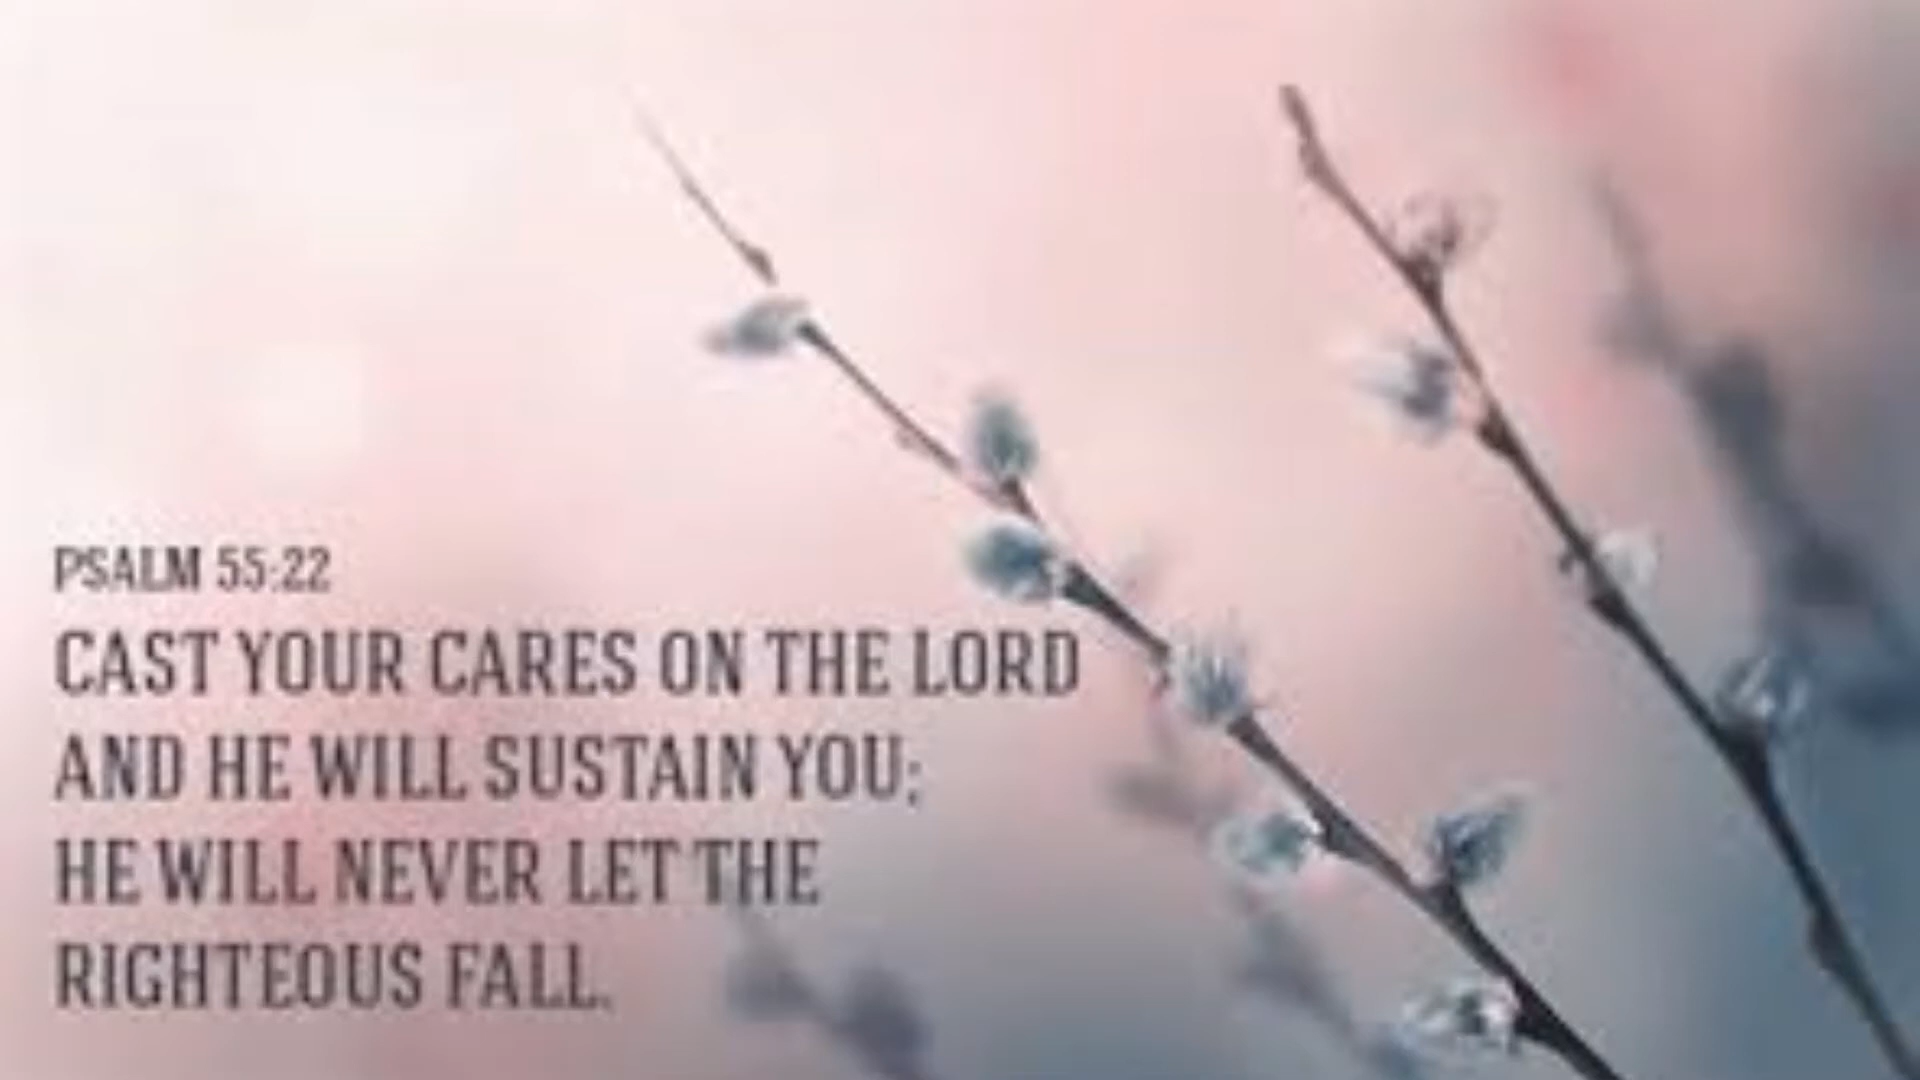 PSALM 55:22
CAST YOUR CARES ON THE LORD
AND HE WILL SUSTAIN YOU;
HE WILL NEVER LET THE
RIGHTEOUS FALL.